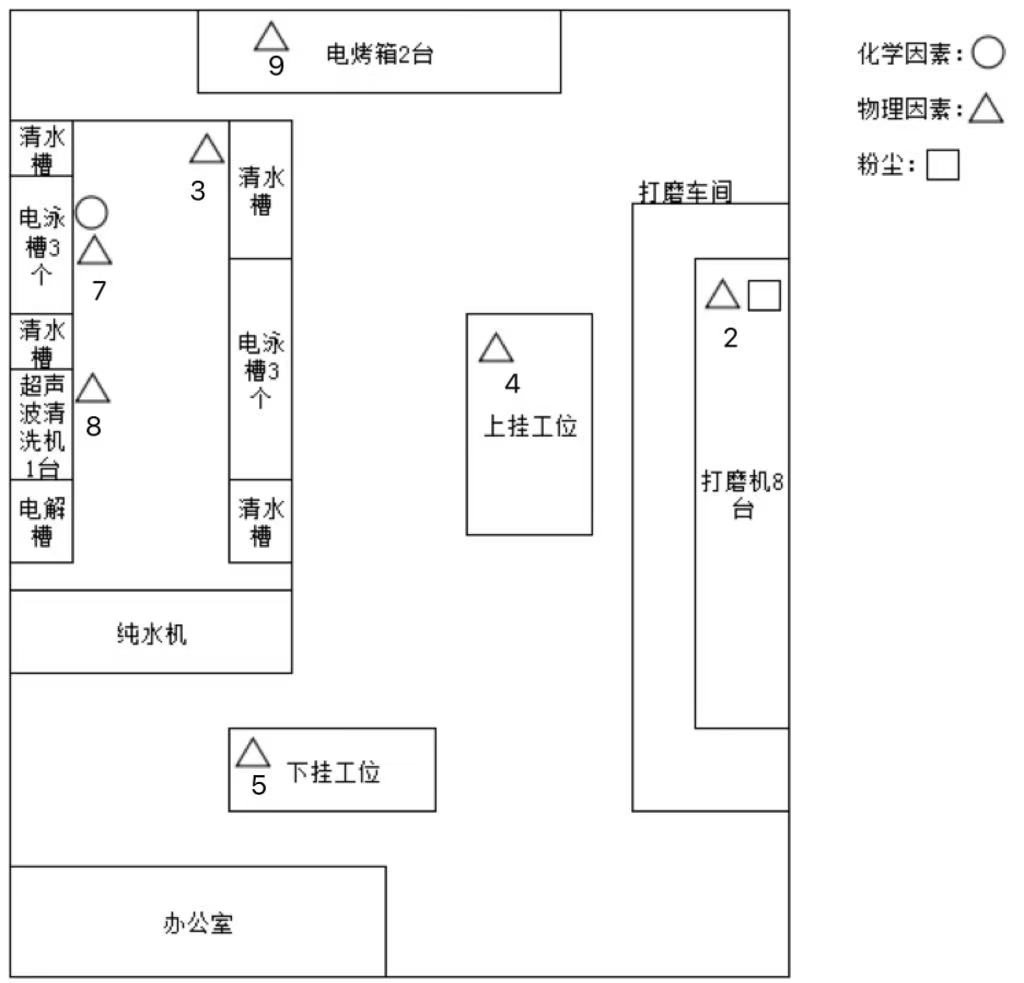 9
电烤箱2台
化学因素：
物理因素：
粉尘：
清水
槽
3
清水
槽
电泳
槽3
个
7
打磨车间
2
清水
槽
电泳
槽3
个
4
上挂工位
超声
波清
洗机
1台
8
打磨机8
台
电解
槽
清水
槽
纯水机
5
下挂工位
办公室